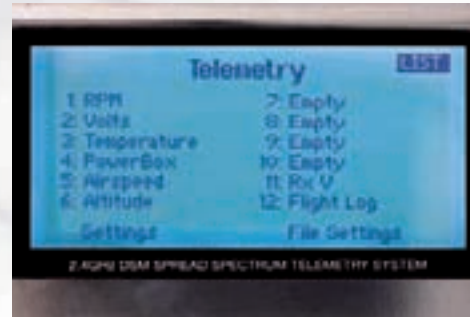 Telemetry LIST
1: RPM 7: Empty
2: Volts 8: Empty
3: Temperature 9: Empty
4: PowerBox 10: Empty
5: Airspeed 11: Rx V
6: Altitude 12: Flight Log
Settings File Settings
2.4GHz DSM SPREAD SPECTRUM TELEMETRY SYSTEM